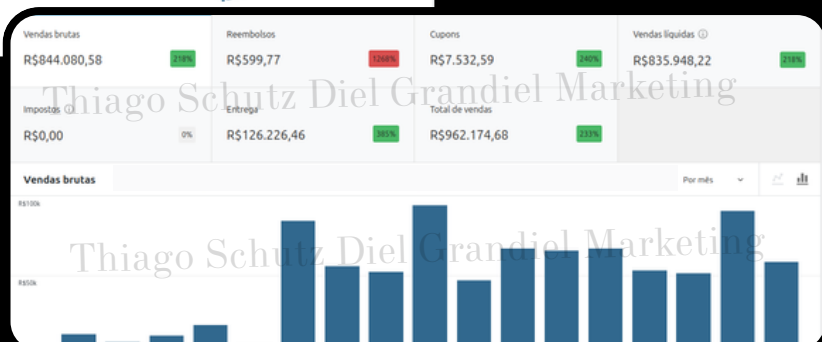 Vendas brutas
R$844.080,58
218%
Reembolsos
R$599,77
1268%
Cupons
R$7.532,59
240%
Vendas líquidas
R$835.948,22
218%
Thiago Schutz Diel Grandiel Marketing
Impostos
R$0,00
0%
Entrega
R$126.226,46
385%
Total de vendas
R$962.174,68
233%
Vendas brutas
Por mês
R$100k
Thiago Schutz Diel Grandiel Marketing
R$50k